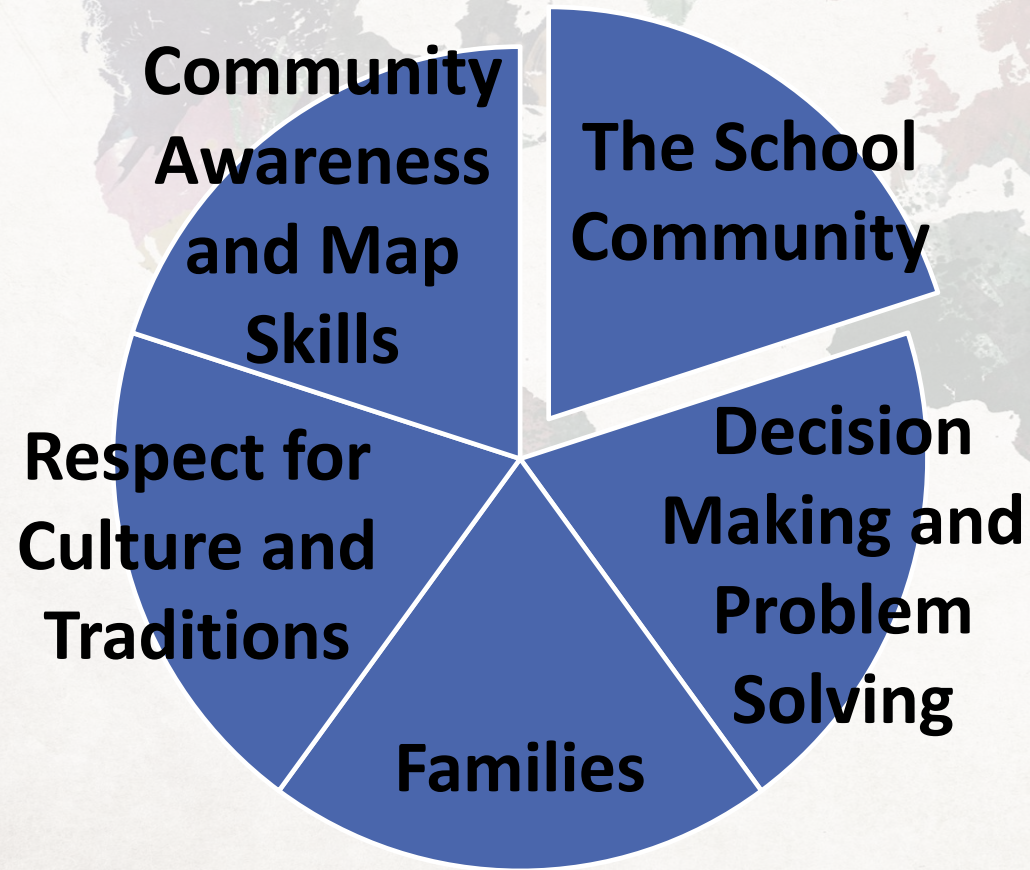 Community
Awareness
and Map
Skills
The School
Community
Decision
Making and
Problem
Solving
Families
Respect for
Culture and
Traditions